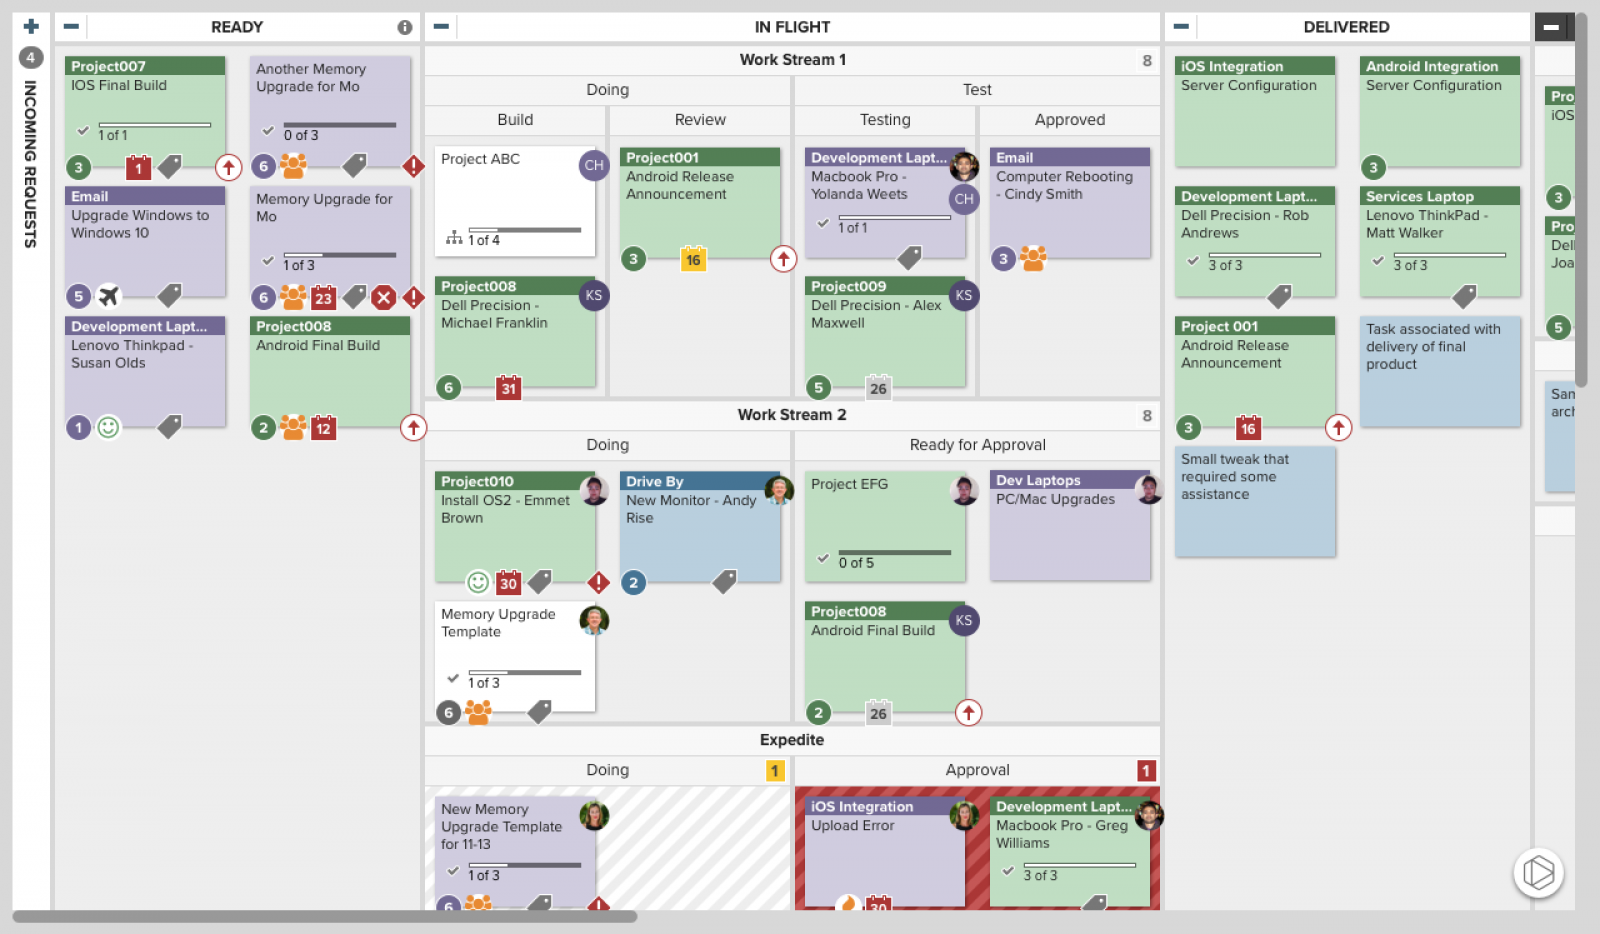 4
INCOMING REQUESTS
READY
Project007
IOS Final Build
1 of 1
3
1
Another Memory
Upgrade for Mo
0 of 3
6
Email
Upgrade Windows to
Windows 10
5
Memory Upgrade for
Mo
1 of 3
6
23
Development Lapt...
Lenovo Thinkpad -
Susan Olds
1
Project008
Android Final Build
2
12
IN FLIGHT
Work Stream 1
8
Doing
Test
Build
Review
Testing
Approved
Project ABC
CH
1 of 4
Project001
Android Release
Announcement
3
16
Development Lapt...
Macbook Pro -
Yolanda Weets
CH
1 of 1
Email
Computer Rebooting
- Cindy Smith
3
Project008
KS
Dell Precision -
Michael Franklin
6
31
Project009
KS
Dell Precision - Alex
Maxwell
5
26
Work Stream 2
8
Doing
Ready for Approval
Project010
Install OS2 - Emmet
Brown
30
Drive By
New Monitor - Andy
Rise
2
Project EFG
0 of 5
Dev Laptops
PC/Mac Upgrades
Memory Upgrade
Template
1 of 3
6
Project008
KS
Android Final Build
2
26
Expedite
Doing
1
Approval
1
New Memory
Upgrade Template
for 11-13
1 of 3
6
iOS Integration
Upload Error
30
Development Lapt...
Macbook Pro - Greg
Williams
3 of 3
DELIVERED
iOS Integration
Server Configuration
Android Integration
Server Configuration
3
Development Lapt...
Dell Precision - Rob
Andrews
3 of 3
Services Laptop
Lenovo ThinkPad -
Matt Walker
3 of 3
Project 001
Android Release
Announcement
3
16
Task associated with
delivery of final
product
Small tweak that
required some
assistance
Pro
iOS
3
Pro
Dell
Joa
5
Sam
arch